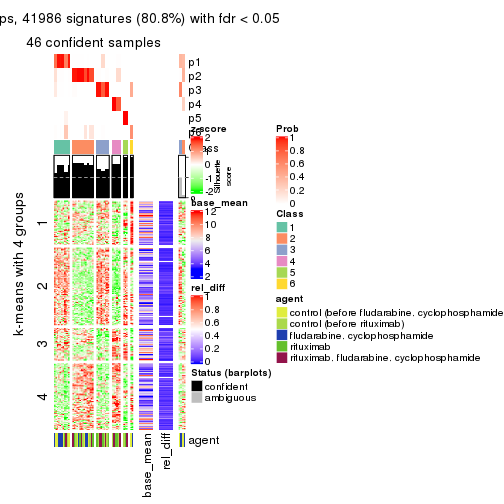 ps, 41986 signatures (80.8%) with fdr < 0.05
46 confident samples
p1
p2
p3
p4
p5
p6
Class
k-means with 4 groups
1
2
3
4
z-score
2
1
0
-1
-2
Silhouette
score
base_mean
12
10
8
6
4
2
rel_diff
1
0.8
0.6
0.4
0.2
0
Status (barplots)
confident
ambiguous
Prob
1
0.8
0.6
0.4
0.2
0
Class
1
2
3
4
5
6
agent
control (before fludarabine. cyclophosphamide
control (before rituximab)
fludarabine. cyclophosphamide
rituximab
rituximab. fludarabine. cyclophosphamide
agent
base_mean
rel_diff